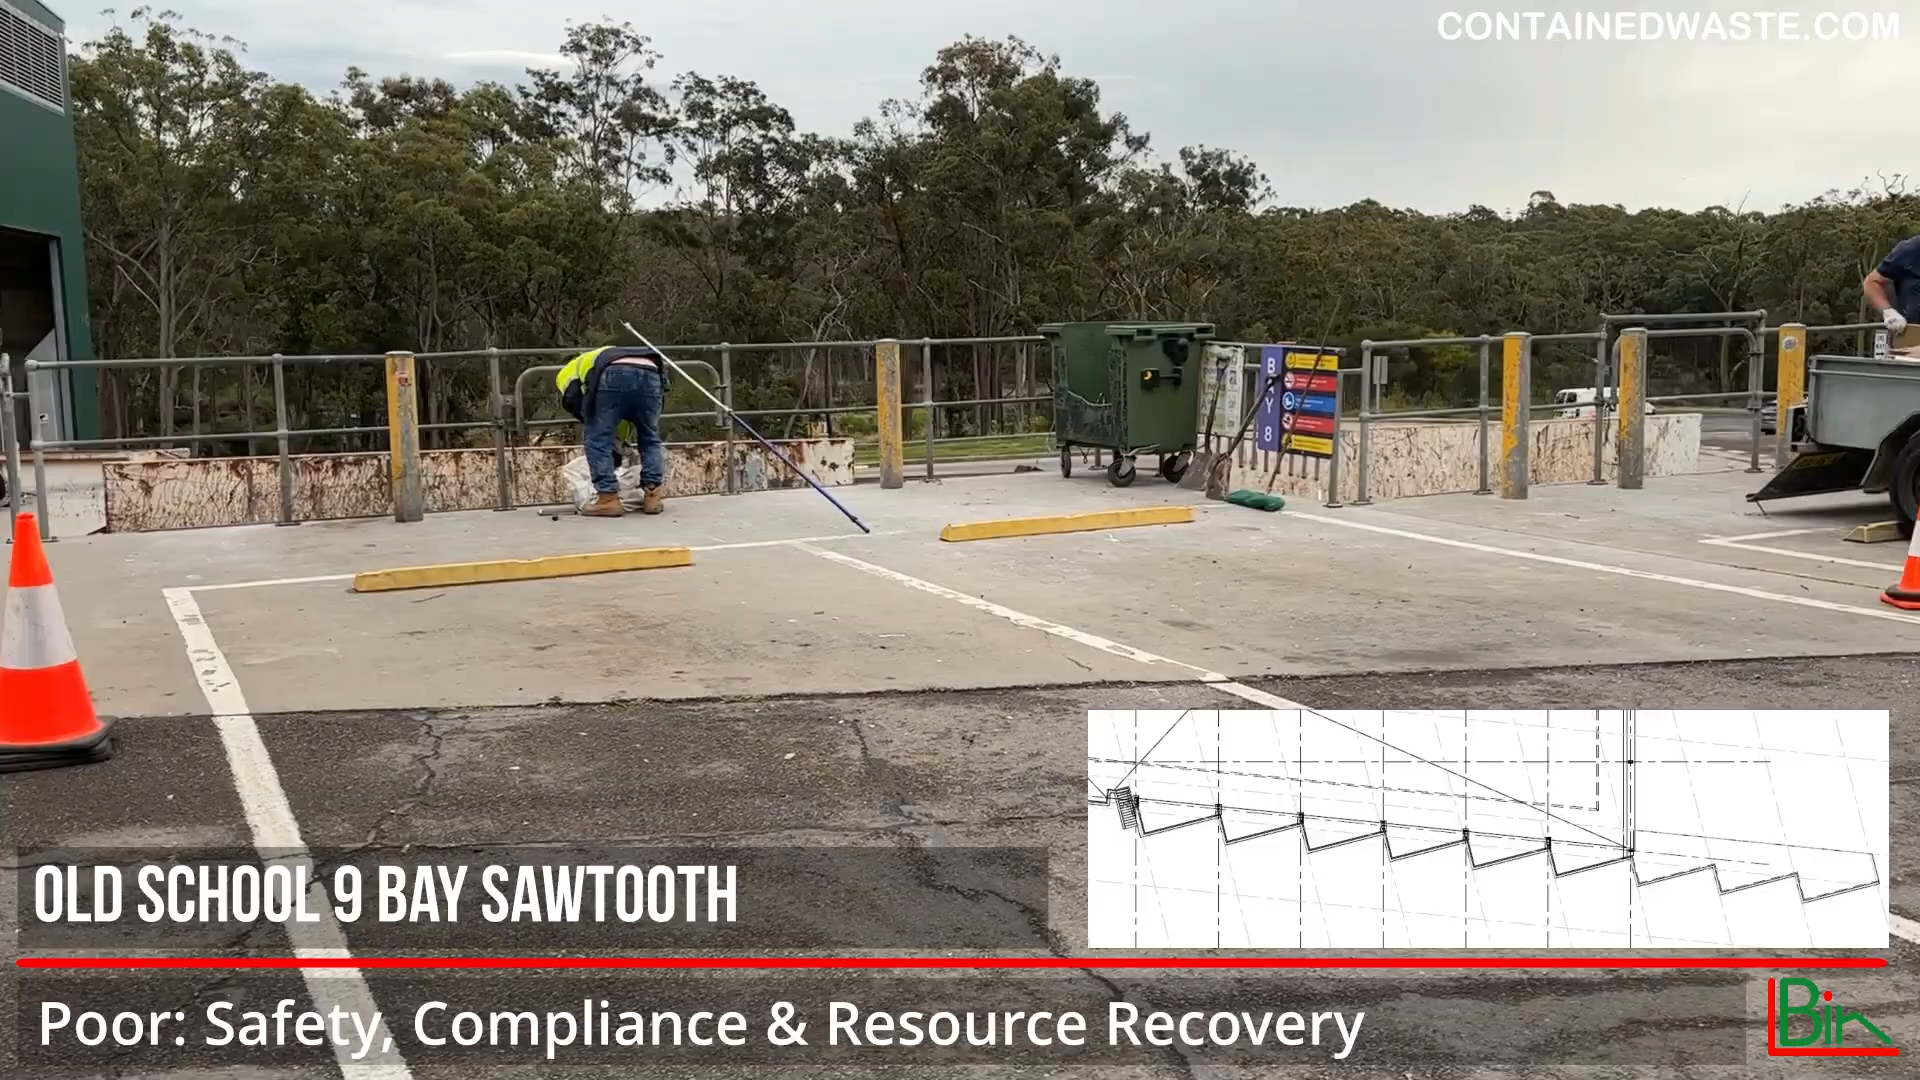 CONTAINEDWASTE.COM
BAY 8
OLD SCHOOL 9 BAY SAWTOOTH
Poor: Safety, Compliance & Resource Recovery
Bin